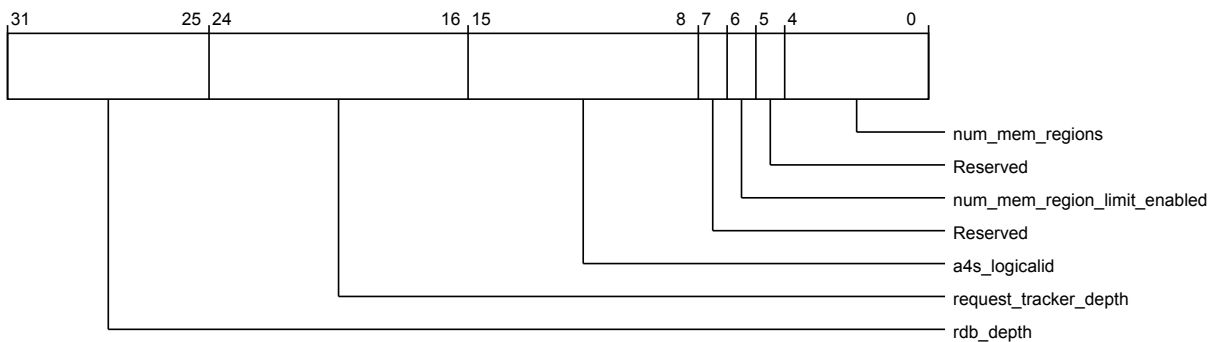 31 25 24 16 15 8 7 6 5 4 0
num_mem_regions
Reserved
num_mem_region_limit_enabled
Reserved
a4s_logicalid
request_tracker_depth
rdb_depth